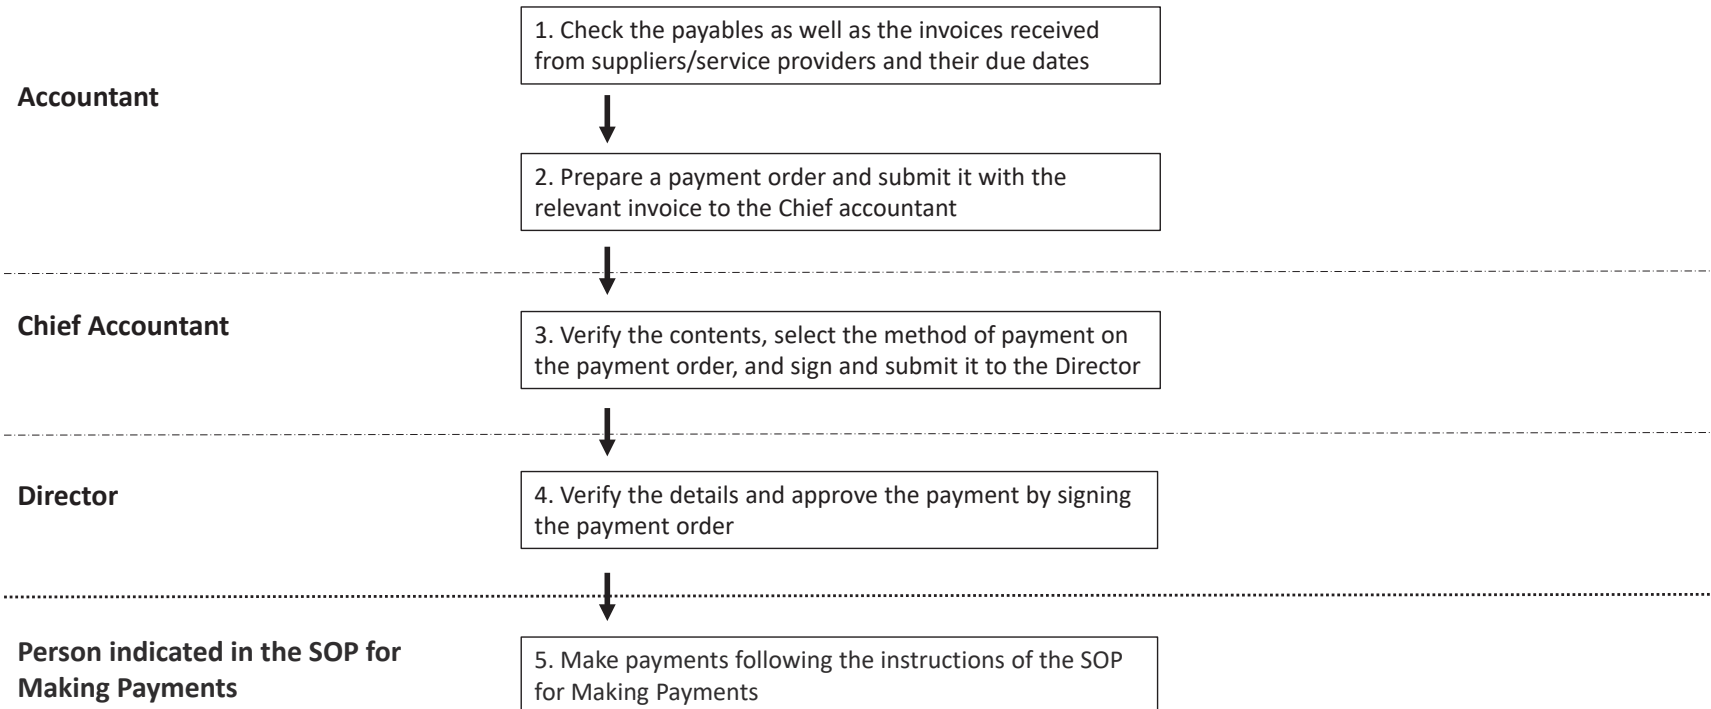 1. Check the payables as well as the invoices received
from suppliers/service providers and their due dates
Accountant
2. Prepare a payment order and submit it with the
relevant invoice to the Chief accountant
Chief Accountant
3. Verify the contents, select the method of payment on
the payment order, and sign and submit it to the Director
Director
4. Verify the details and approve the payment by signing
the payment order
Person indicated in the SOP for
Making Payments
5. Make payments following the instructions of the SOP
for Making Payments